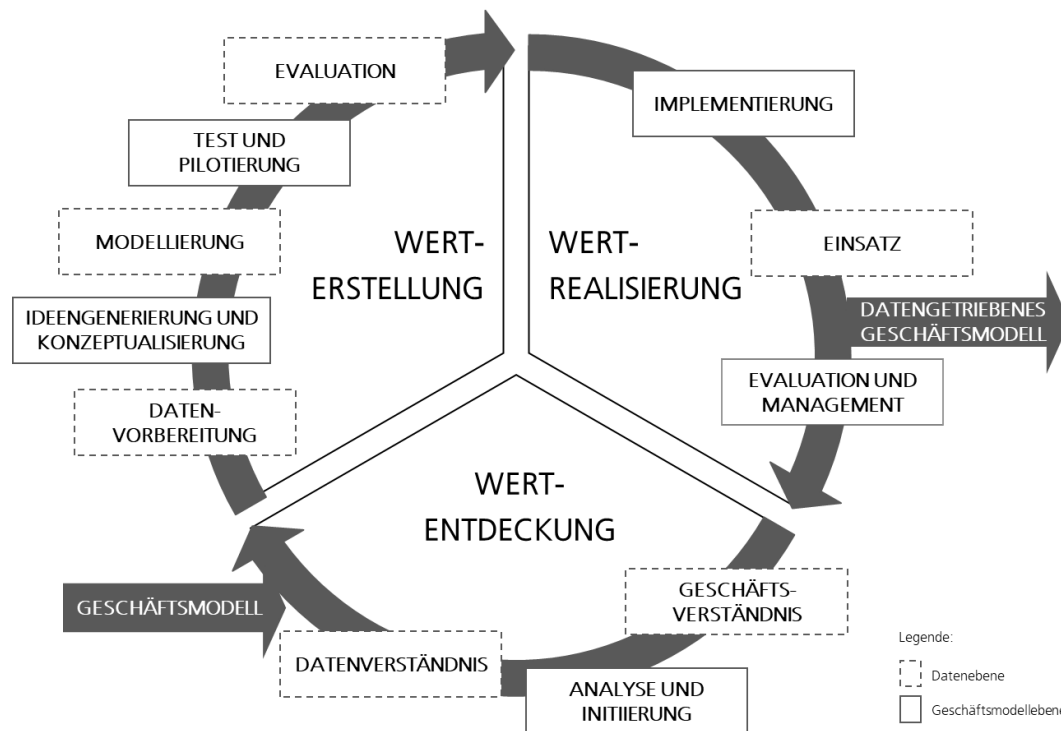 EVALUATION
TEST UND
PILOTIERUNG
MODELLIERUNG
IDEENGENERIERUNG UND
KONZEPTUALISIERUNG
DATEN-
VORBEREITUNG
WERT-
ERSTELLUNG
WERT-
REALISIERUNG
IMPLEMENTIERUNG
EINSATZ
DATENGETRIEBENES
GESCHÄFTSMODELL
EVALUATION UND
MANAGEMENT
WERT-
ENTDECKUNG
GESCHÄFTS-
VERSTÄNDNIS
ANALYSE UND
INITIIERUNG
DATENVERSTÄNDNIS
GESCHÄFTSMODELL
Legende:
Datenebene
Geschäftsmodellebene